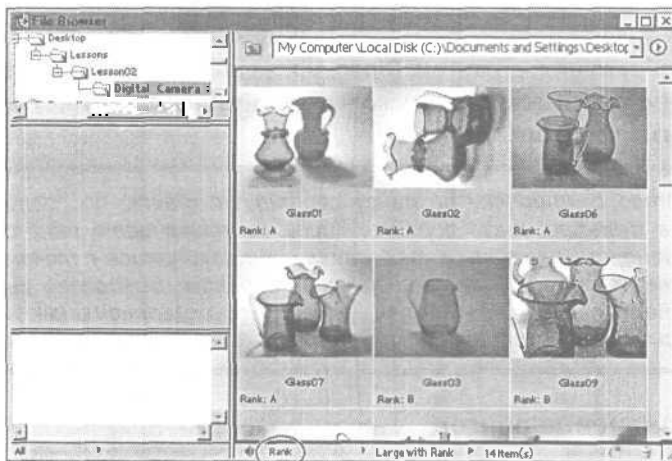 File Browser
Desktop
Lessons
Lesson02
Digital Camera
My Computer\Local Disk (C:)\Documents and Settings\Desktop
Glass01
Rank: A
Glass02
Rank: A
Glass06
Rank: A
Glass07
Rank: A
Glass03
Rank: B
Glass09
Rank: B
All
Rank
Large with Rank
14 Item(s)